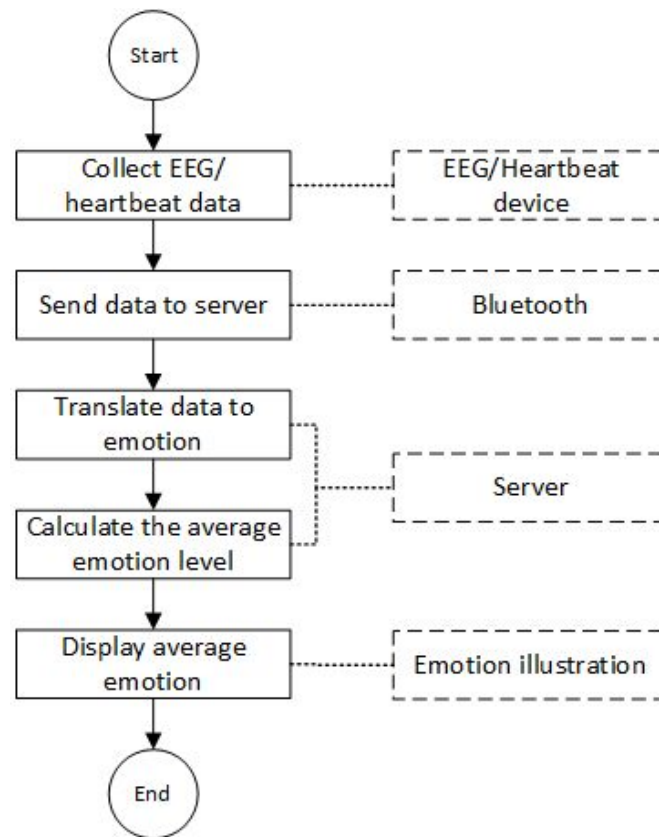 Start
Collect EEG/
heartbeat data
EEG/Heartbeat
device
Send data to server
Bluetooth
Translate data to
emotion
Server
Calculate the average
emotion level
Display average
emotion
Emotion illustration
End